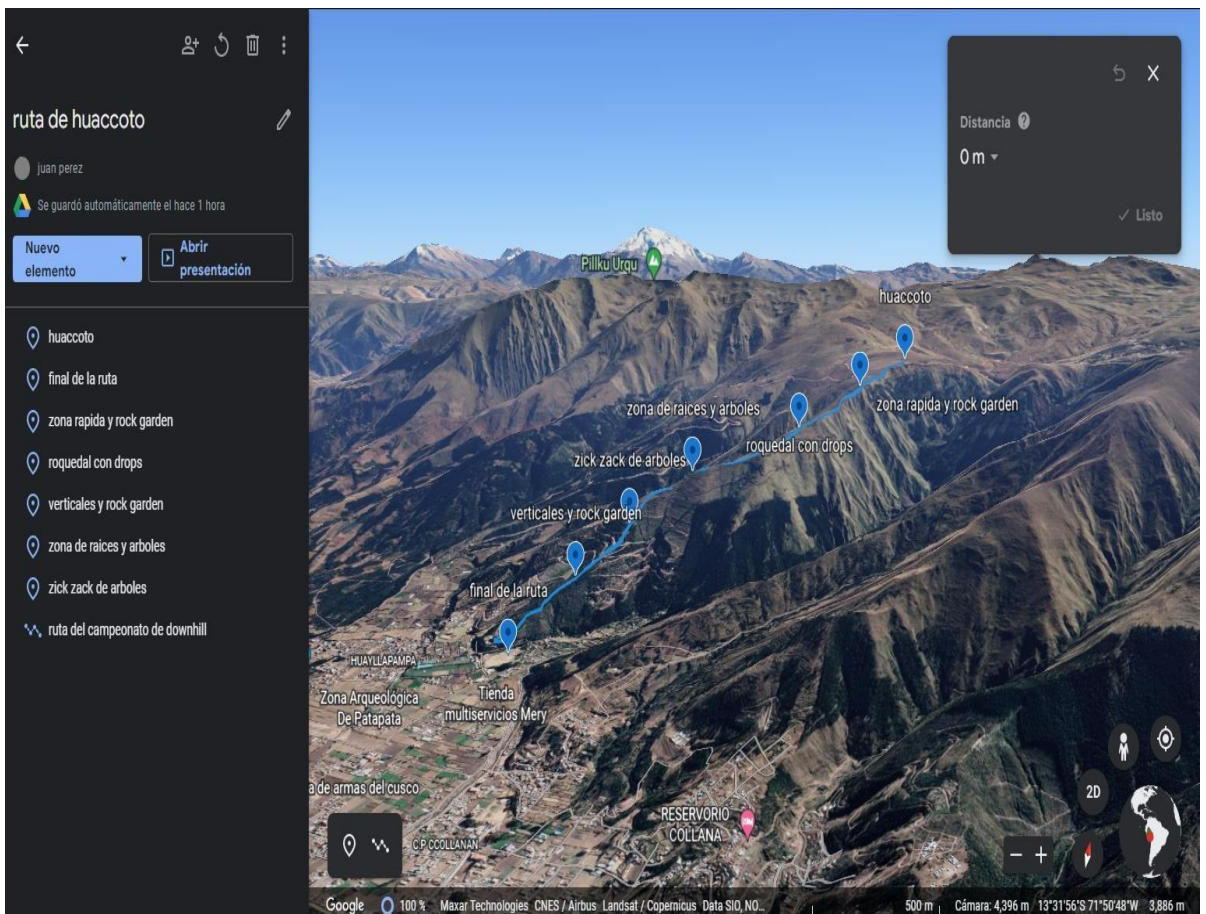 ruta de huaccoto
juan perez
Se guardó automáticamente el hace 1 hora
Nuevo
elemento
Abrir
presentación
huaccoto
final de la ruta
zona rapida y rock garden
roquedal con drops
verticales y rock garden
zona de raices y arboles
zick zack de arboles
ruta del campeonato de downhill
Distancia
0 m
Listo
Pillku Urqu
huaccoto
zona de raices y arboles
zona rapida y rock garden
roquedal con drops
zick zack de arboles
verticales y rock garden
final de la ruta
HUAYLLAPAMPA
Zona Arqueológica
De Patapata
Tienda
multiservicios Mery
a de armas del cusco
RESERVORIO
COLLANA
C.P CCOLLANAN
2D
Google 100 % Maxar Technologies CNES / Airbus Landsat / Copernicus Data SIO, NO... 500 m Cámara: 4,396 m 13°31'56"S 71°50'48"W 3,886 m